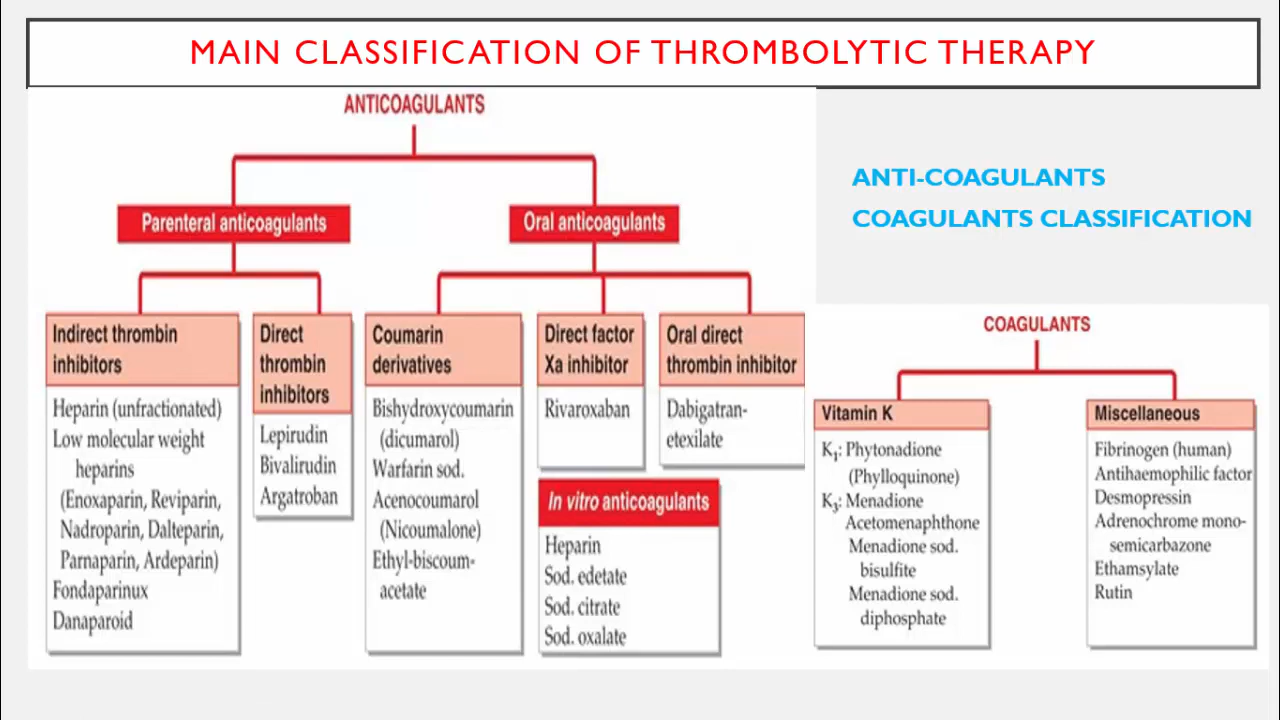 MAIN CLASSIFICATION OF THROMBOLYTIC THERAPY
ANTICOAGULANTS
Parenteral anticoagulants
Oral anticoagulants
Indirect thrombin
inhibitors
Heparin (unfractionated)
Low molecular weight
heparins
(Enoxaparin, Reviparin,
Nadroparin, Dalteparin,
Parnaparin, Ardeparin)
Fondaparinux
Danaparoid
Direct
thrombin
inhibitors
Lepirudin
Bivalirudin
Argatroban
Coumarin
derivatives
Bishydroxycoumarin
(dicumarol)
Warfarin sod.
Acenocoumarol
(Nicoumalone)
Ethyl-biscoum-
acetate
Direct factor
Xa inhibitor
Rivaroxaban
Oral direct
thrombin inhibitor
Dabigatran-
etexilate
In vitro anticoagulants
Heparin
Sod. edetate
Sod. citrate
Sod. oxalate
ANTI-COAGULANTS
COAGULANTS CLASSIFICATION
COAGULANTS
Vitamin K
K1: Phytonadione
(Phylloquinone)
K3: Menadione
Acetomenaphthone
Menadione sod.
bisulfite
Menadione sod.
diphosphate
Miscellaneous
Fibrinogen (human)
Antihaemophilic factor
Desmopressin
Adrenochrome mono-
semicarbazone
Ethamsylate
Rutin